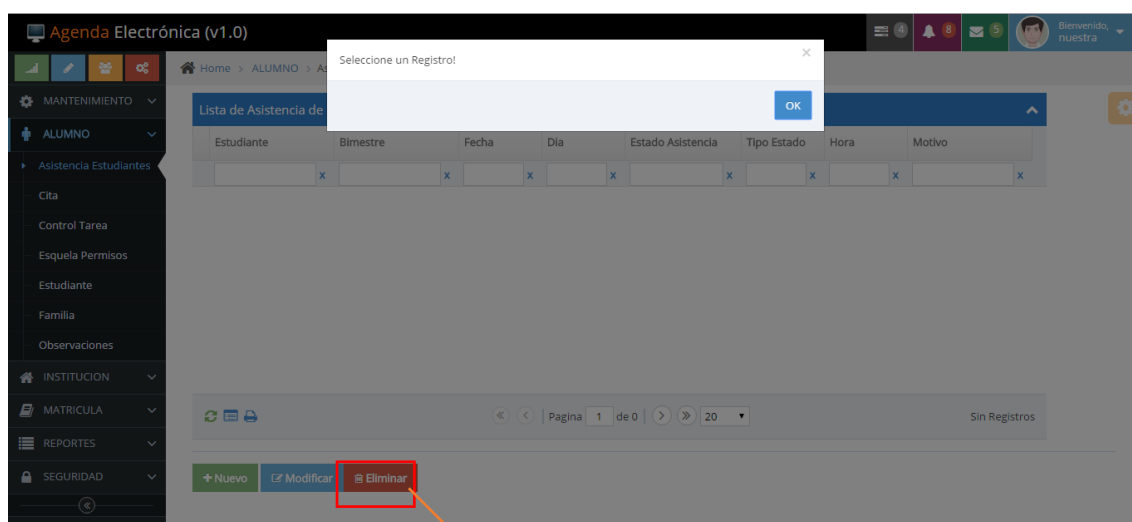 Agenda Electrónica (v1.0)
4
8
5
Bienvenido,
nuestra
Home > ALUMNO > As
Seleccione un Registro!
×
OK
MANTENIMIENTO
ALUMNO
Asistencia Estudiantes
Cita
Control Tarea
Esquela Permisos
Estudiante
Familia
Observaciones
INSTITUCION
MATRICULA
REPORTES
SEGURIDAD
Lista de Asistencia de
Estudiante Bimestre Fecha Dia Estado Asistencia Tipo Estado Hora Motivo
x x x x x x x x
Pagina 1 de 0 20 Sin Registros
+ Nuevo Modificar Eliminar